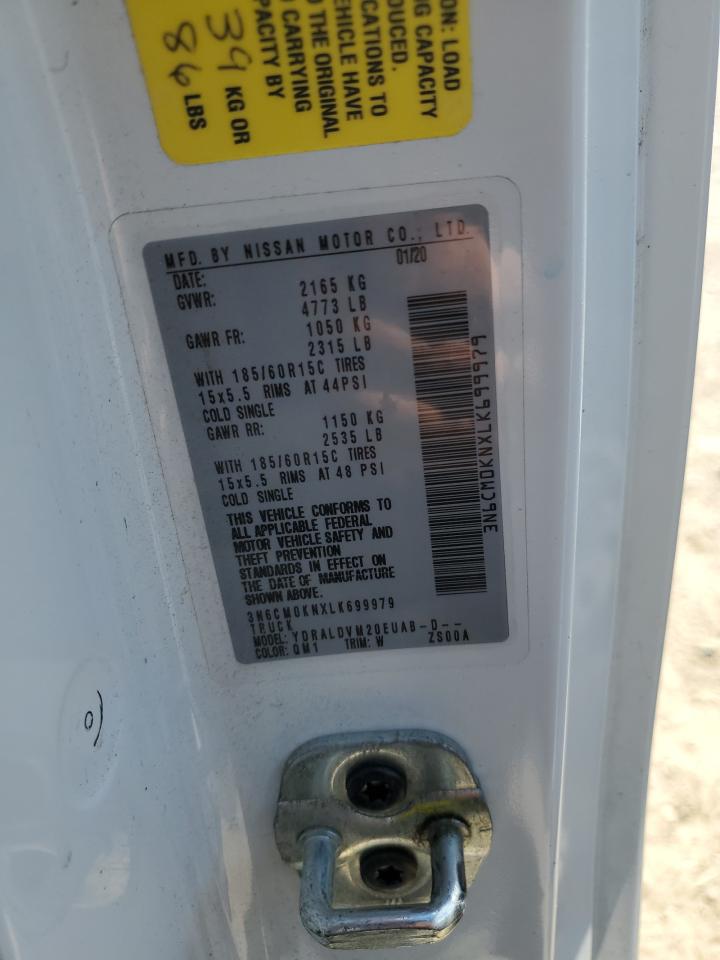 ION: LOAD
NG CAPACITY
DUCED.
ICATIONS TO
VEHICLE HAVE
O THE ORIGINAL
CARRYING
APACITY BY
39 KG OR
86 LBS
MFD. BY NISSAN MOTOR CO., LTD.
DATE: 01/20
GVWR: 2165 KG
4773 LB
GAWR FR: 1050 KG
2315 LB
WITH 185/60R15C TIRES
15x5.5 RIMS AT 44PSI
COLD SINGLE
GAWR RR: 1150 KG
2535 LB
WITH 185/60R15C TIRES
15x5.5 RIMS AT 48 PSI
COLD SINGLE
THIS VEHICLE CONFORMS TO
ALL APPLICABLE FEDERAL
MOTOR VEHICLE SAFETY AND
THEFT PREVENTION
STANDARDS IN EFFECT ON
THE DATE OF MANUFACTURE
SHOWN ABOVE.
3N6CM0KNXLK699979
TRUCK
MODEL: YDRALDVM20EUAB-D--
COLOR: QM1 TRIM: W ZS00A
3N6CM0KNXLK699979